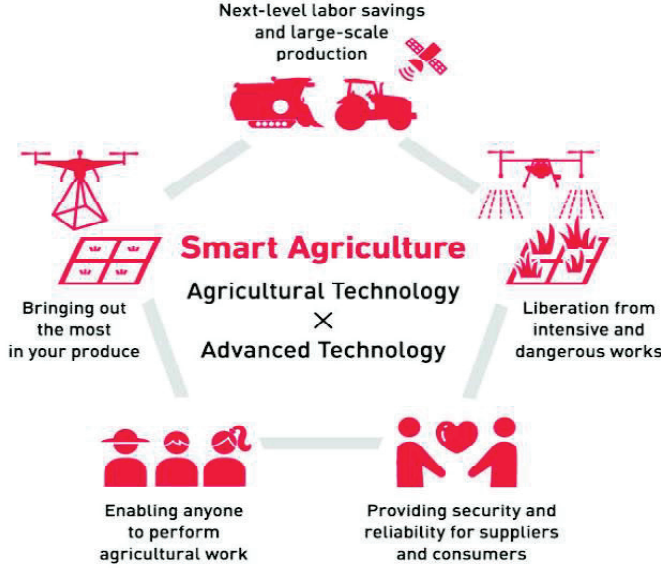 Next-level labor savings
and large-scale
production
Smart Agriculture
Agricultural Technology
×
Advanced Technology
Bringing out
the most
in your produce
Liberation from
intensive and
dangerous works
Enabling anyone
to perform
agricultural work
Providing security and
reliability for suppliers
and consumers